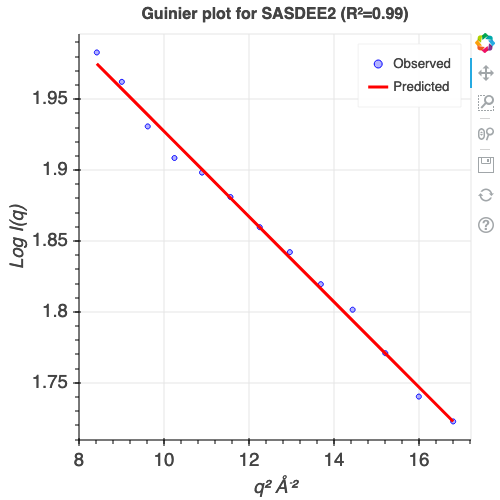 Guinier plot for SASDEE2 (R²=0.99)
Observed
Predicted
1.95
1.9
1.85
1.8
1.75
Log I(q)
8 10 12 14 16
q² Å⁻²